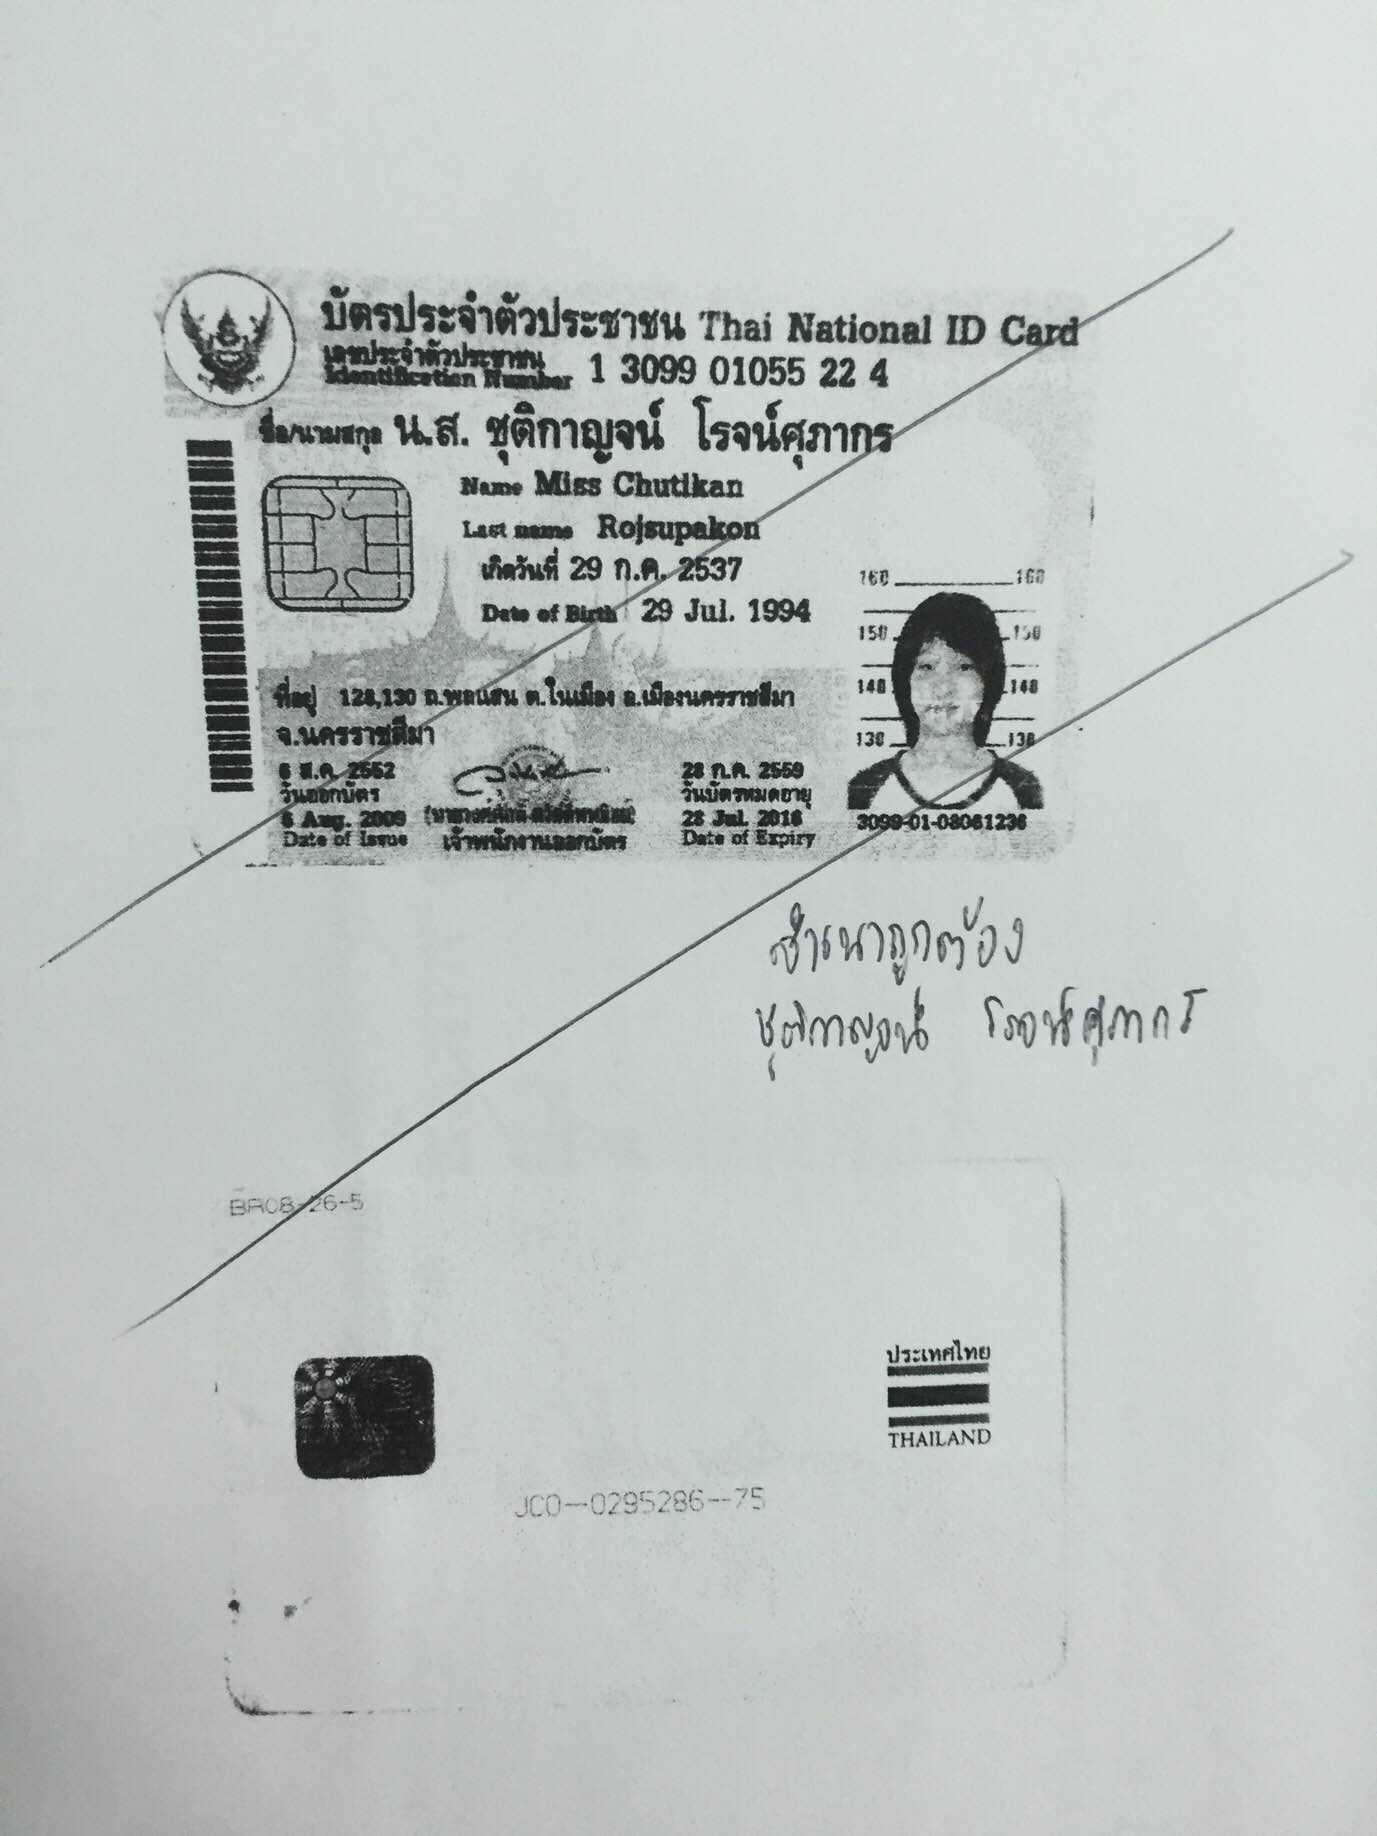 บัตรประจำตัวประชาชน Thai National ID Card
เลขประจำตัวประชาชน
Identification Number 1 3099 01055 22 4
ชื่อ/นามสกุล น.ส. ชุติกาญจน์ โรจน์ศุภากร
Name Miss Chutikan
Last name Rojsupakon
เกิดวันที่ 29 ก.ค. 2537
Date of Birth 29 Jul. 1994
ที่อยู่ 128,130 ถ.พลแสน ต.ในเมือง อ.เมืองนครราชสีมา
จ.นครราชสีมา
6 ส.ค. 2552
วันออกบัตร
6 Aug. 2009
Date of Issue
เจ้าพนักงานออกบัตร
28 ก.ค. 2559
วันบัตรหมดอายุ
28 Jul. 2016
Date of Expiry
160 160
150 150
140 140
130 130
3099-01-08061236
สำเนาถูกต้อง
ชุติกาญจน์ โรจน์ศุภากร
BR08-26-5
ประเทศไทย
THAILAND
JC0-0295286-75